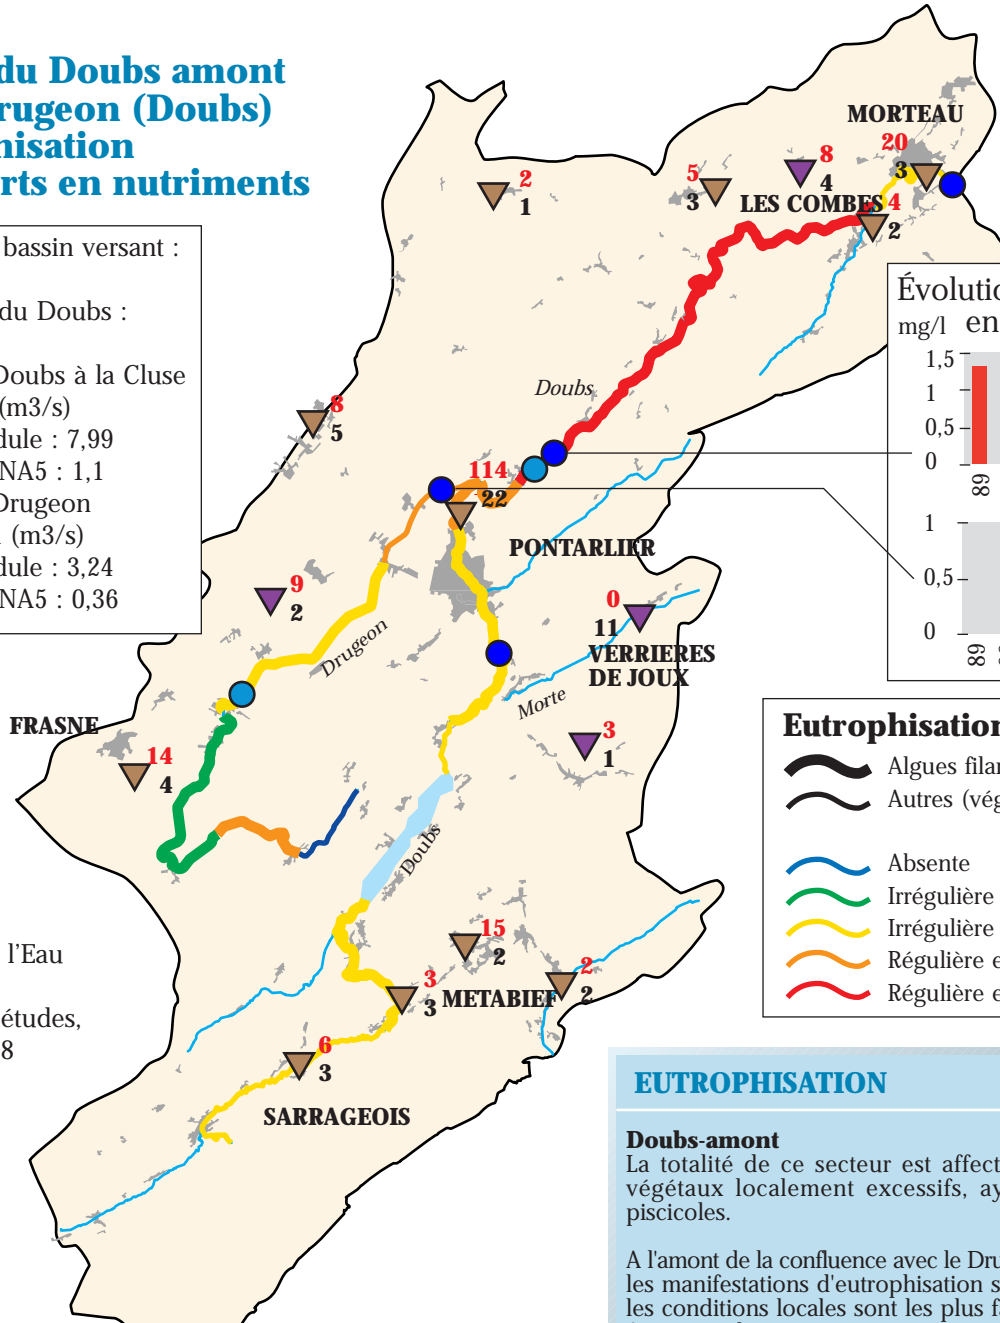 du Doubs amont
rugeon (Doubs)
nisation
rts en nutriments
bassin versant :
du Doubs :
Doubs à la Cluse
(m3/s)
dule : 7,99
NA5 : 1,1
Drugeon
(m3/s)
dule : 3,24
NA5 : 0,36
MORTEAU
20
3
8
4
5
3
LES COMBES
4
2
2
1
Évolutio
mg/l en
1,5
1
0,5
0
89
1
0,5
0
89
Doubs
8
5
114
22
PONTARLIER
9
2
0
11
VERRIERES
DE JOUX
Drugeon
Morte
3
1
FRASNE
14
4
Doubs
Eutrophisation
Algues filan
Autres (vég
Absente
Irrégulière
Irrégulière
Régulière e
Régulière e
l'Eau
études,
8
15
2
2
2
3
3
METABIEF
6
3
SARRAGEOIS
EUTROPHISATION
Doubs-amont
La totalité de ce secteur est affect
végétaux localement excessifs, ay
piscicoles.
A l'amont de la confluence avec le Dru
les manifestations d'eutrophisation s
les conditions locales sont les plus fa